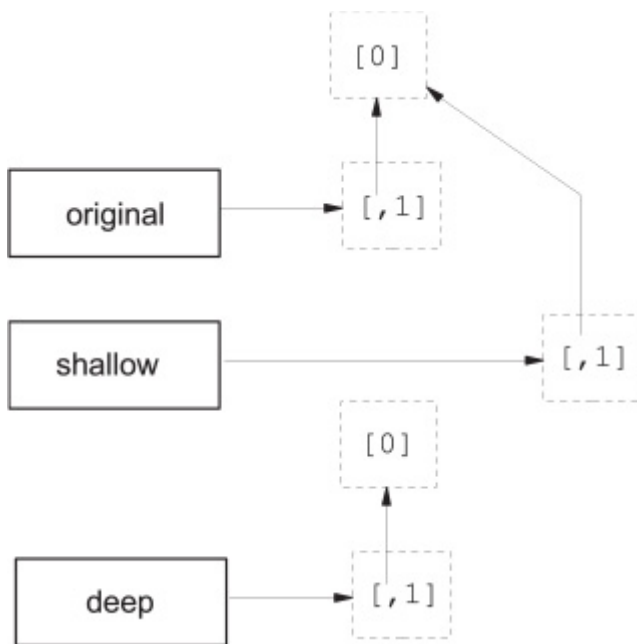 [0]
original
[,1]
shallow
[,1]
[0]
deep
[,1]